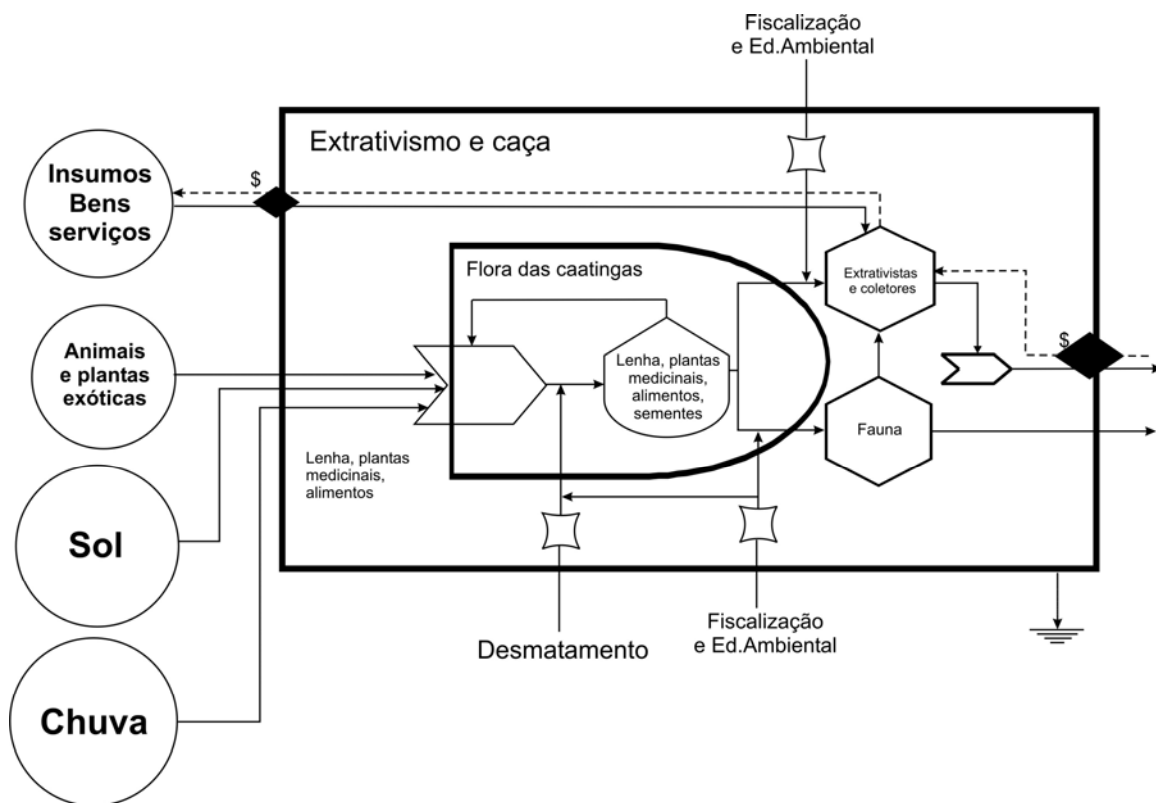 Fiscalização
e Ed.Ambiental
Extrativismo e caça
Insumos
Bens
serviços
$
Flora das caatingas
Extrativistas
e coletores
$
Animais
e plantas
exóticas
Lenha, plantas
medicinais,
alimentos,
sementes
Fauna
Lenha, plantas
medicinais,
alimentos
Sol
Fiscalização
e Ed.Ambiental
Desmatamento
Chuva